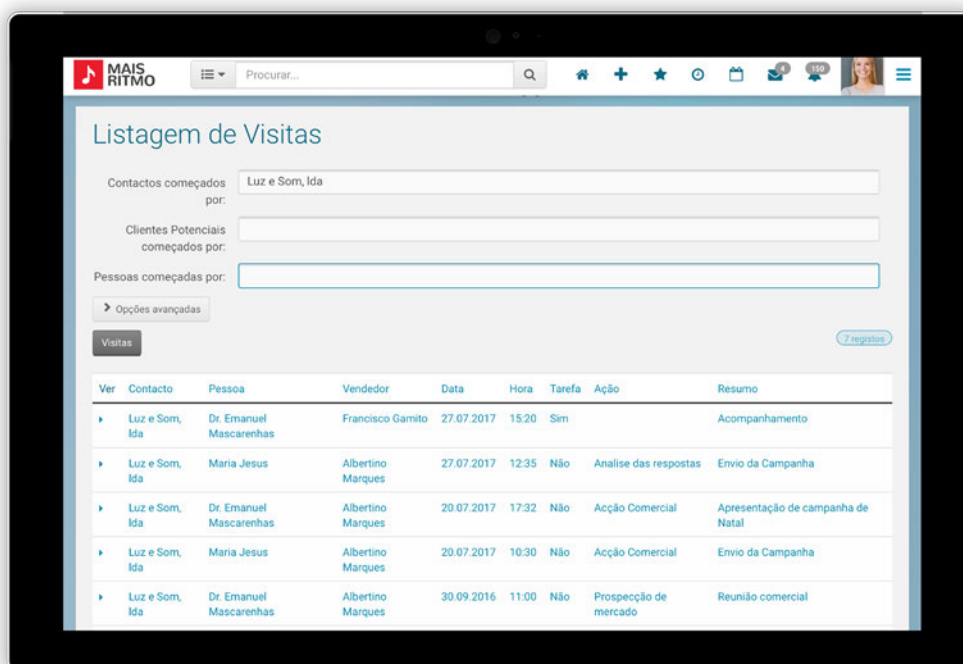 MAIS
RITMO
Procurar...
4
150
Listagem de Visitas
Contactos começados
por:
Luz e Som, lda
Clientes Potenciais
começados por:
Pessoas começadas por:
Opções avançadas
Visitas
7 registos
Ver Contacto Pessoa Vendedor Data Hora Tarefa Ação Resumo
Luz e Som, Dr. Emanuel Francisco Gamito 27.07.2017 15:20 Sim Acompanhamento
lda Mascarenhas
Luz e Som, Maria Jesus Albertino 27.07.2017 12:35 Não Analise das respostas Envio da Campanha
lda Marques
Luz e Som, Dr. Emanuel Albertino 20.07.2017 17:32 Não Acção Comercial Apresentação de campanha de
lda Mascarenhas Marques Natal
Luz e Som, Maria Jesus Albertino 20.07.2017 10:30 Não Acção Comercial Envio da Campanha
lda Marques
Luz e Som, Dr. Emanuel Albertino 30.09.2016 11:00 Não Prospecção de Reunião comercial
lda Mascarenhas Marques mercado